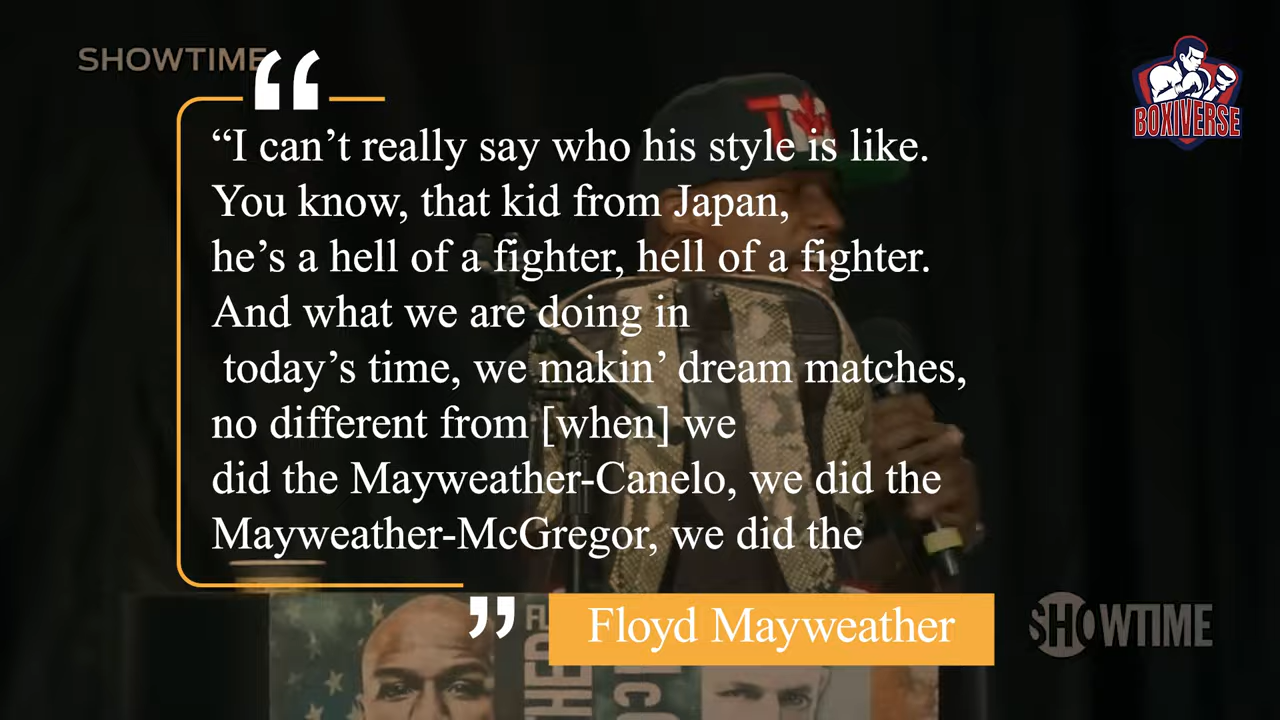 SHOWTIME
BOXIVERSE
“I can’t really say who his style is like.
You know, that kid from Japan,
he’s a hell of a fighter, hell of a fighter.
And what we are doing in
today’s time, we makin’ dream matches,
no different from [when] we
did the Mayweather-Canelo, we did the
Mayweather-McGregor, we did the
”
Floyd Mayweather
SHOWTIME